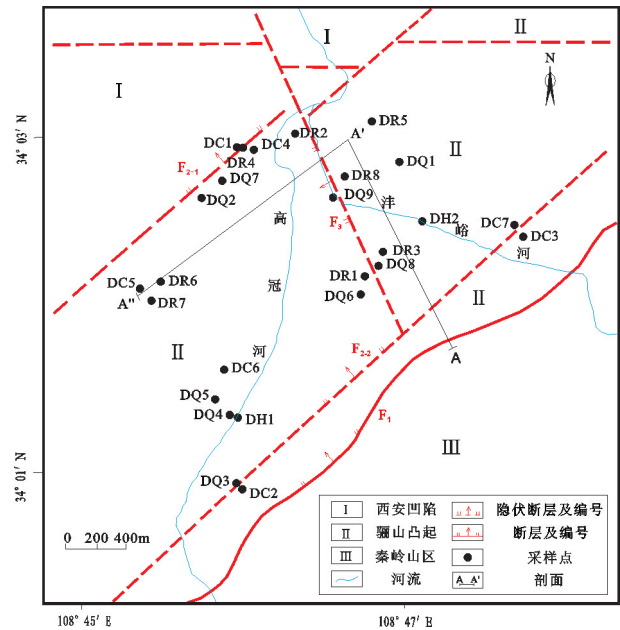 Ⅰ
Ⅱ
N
Ⅰ
34° 03′ N
DC1
DC4
DR2
DR5
A′
Ⅱ
DR4
F₂₋₁
DQ7
DQ2
DQ1
DR8
DQ9
沣
高
F₃
DH2
峪
DC7
DC3
河
冠
DR3
DQ8
DR1
DQ6
DC5
DR6
A″
DR7
Ⅱ
Ⅱ
河
F₂₋₂
A
DC6
DQ5
DQ4
DH1
F₁
Ⅲ
34° 01′ N
DQ3
DC2
0 200 400m
Ⅰ 西安凹陷 隐伏断层及编号
Ⅱ 骊山凸起 断层及编号
Ⅲ 秦岭山区 采样点
河流 A A′ 剖面
108° 45′ E 108° 47′ E